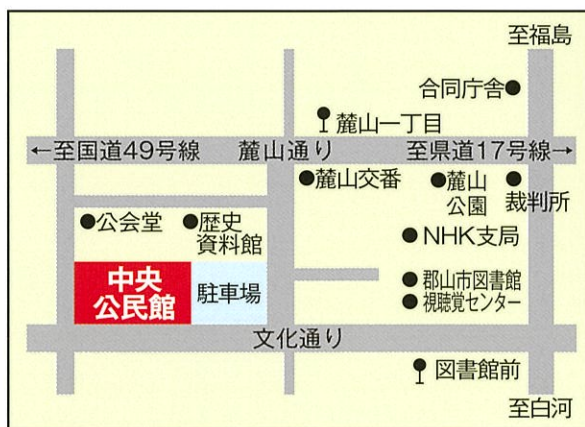 至福島
合同庁舎
麓山一丁目
←至国道49号線
麓山通り
至県道17号線→
麓山交番
麓山
公園
裁判所
公会堂
歴史
資料館
NHK支局
中央
公民館
駐車場
郡山市図書館
視聴覚センター
文化通り
図書館前
至白河